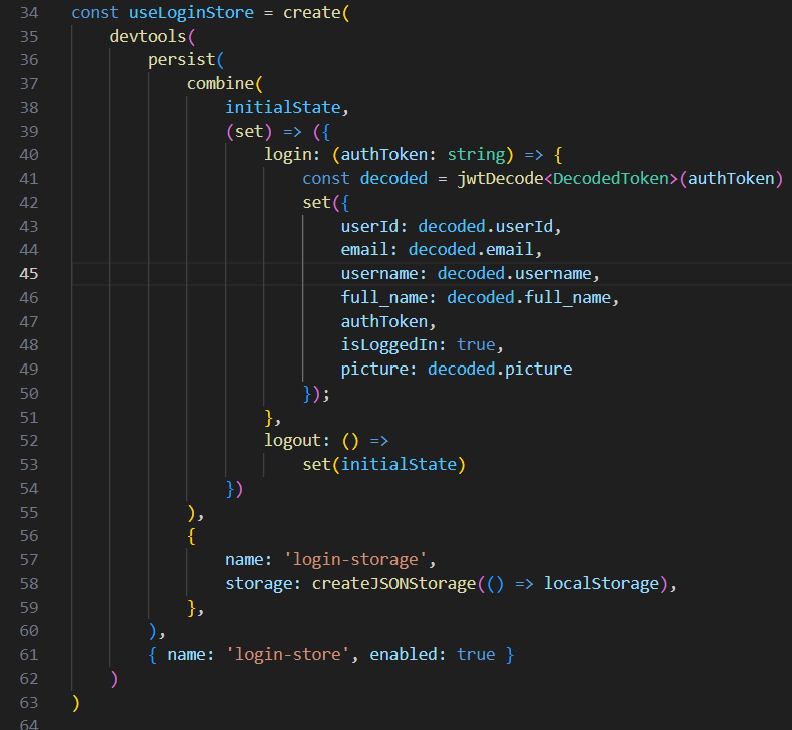 34 const useLoginStore = create(
35     devtools(
36         persist(
37             combine(
38                 initialState,
39                 (set) => ({
40                     login: (authToken: string) => {
41                         const decoded = jwtDecode<DecodedToken>(authToken)
42                         set({
43                             userId: decoded.userId,
44                             email: decoded.email,
45                             username: decoded.username,
46                             full_name: decoded.full_name,
47                             authToken,
48                             isLoggedIn: true,
49                             picture: decoded.picture
50                         });
51                     },
52                     logout: () =>
53                         set(initialState)
54                 })
55             ),
56             {
57                 name: 'login-storage',
58                 storage: createJSONStorage(() => localStorage),
59             },
60         ),
61         { name: 'login-store', enabled: true }
62     )
63 )
64